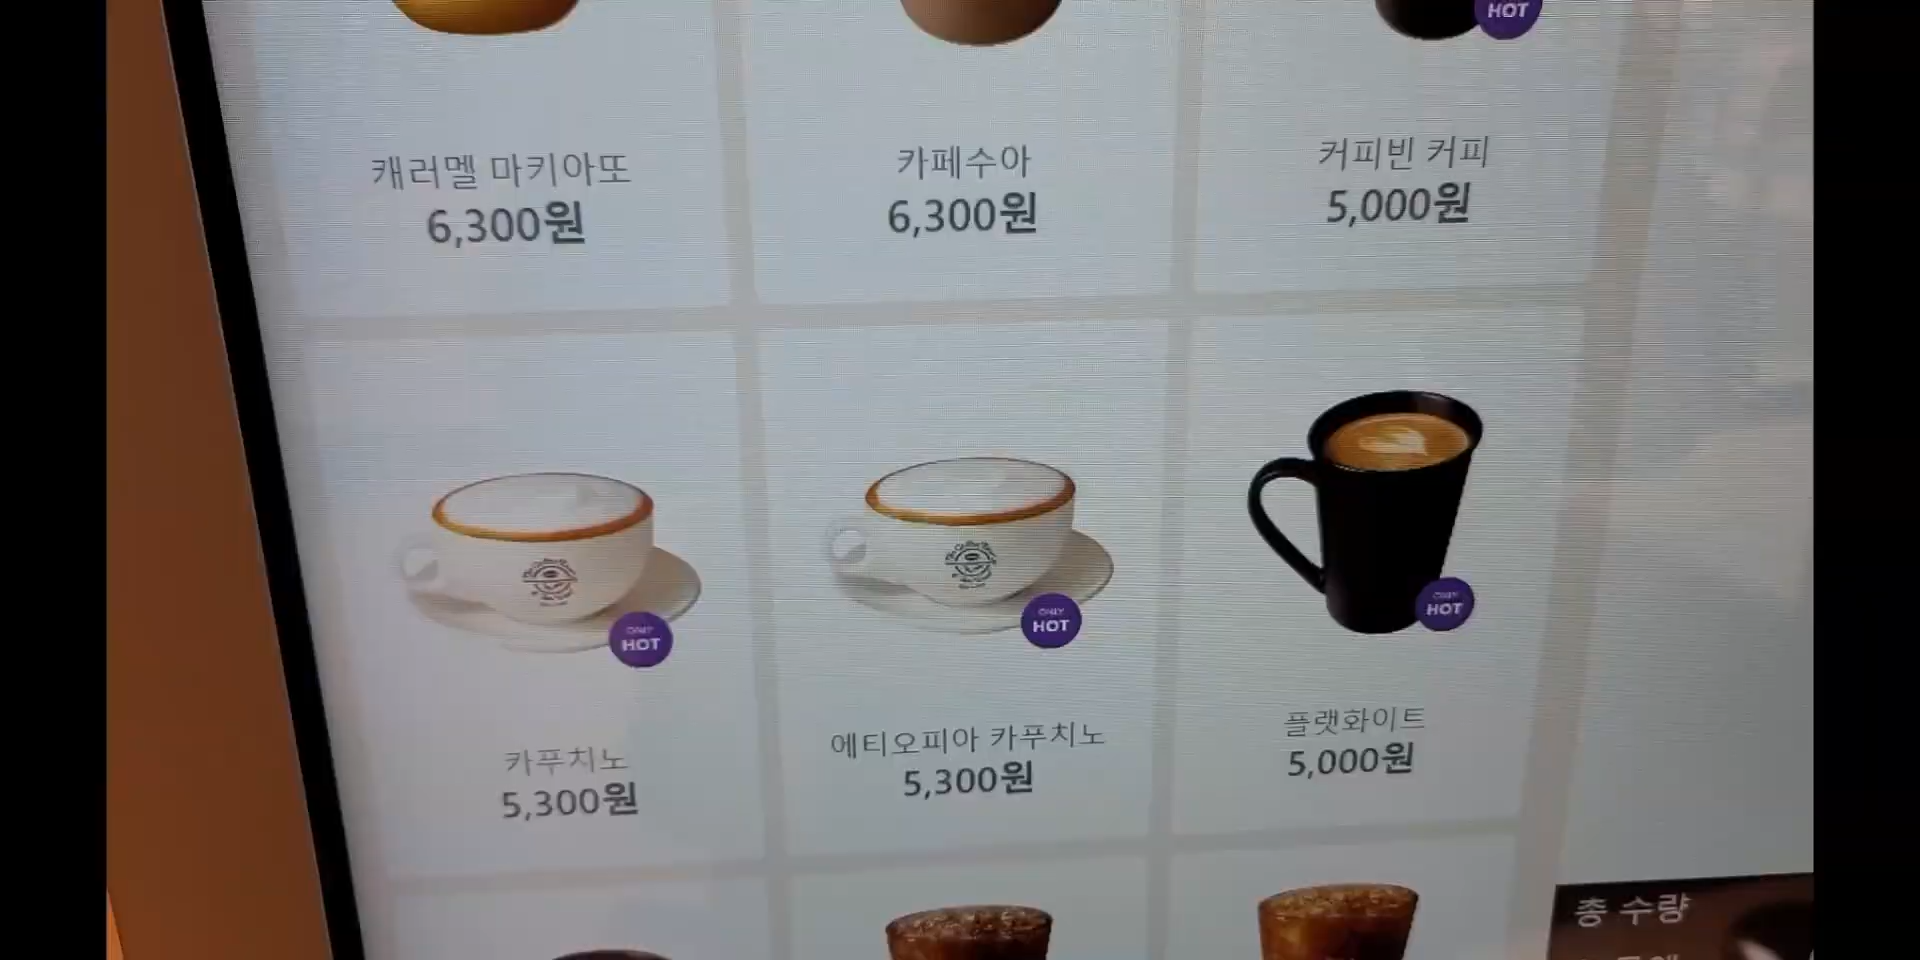 HOT
캐러멜 마키아또
6,300원
카페수아
6,300원
커피빈 커피
5,000원
ONLY
HOT
카푸치노
5,300원
ONLY
HOT
에티오피아 카푸치노
5,300원
ONLY
HOT
플랫화이트
5,000원
총 수량